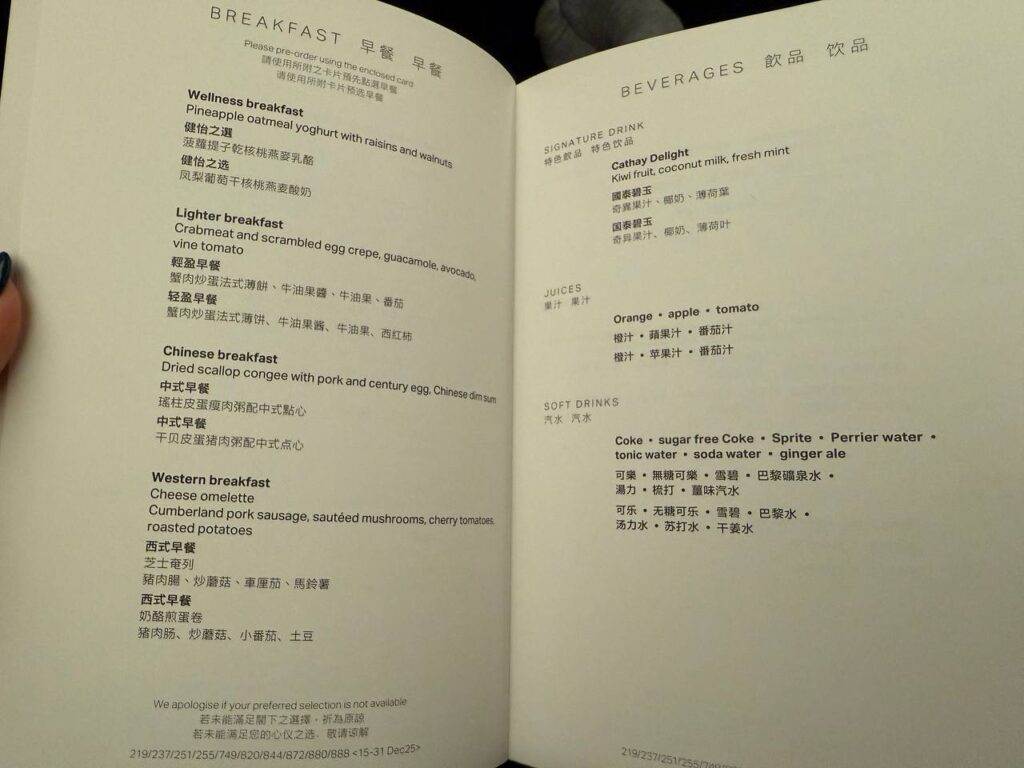 BREAKFAST 早餐 早餐
Please pre-order using the enclosed card
請使用所附之卡片預先點選早餐
请使用所附卡片预选早餐
Wellness breakfast
Pineapple oatmeal yoghurt with raisins and walnuts
健怡之選
菠蘿提子乾核桃燕麥乳酪
健怡之选
凤梨葡萄干核桃燕麦酸奶
Lighter breakfast
Crabmeat and scrambled egg crepe, guacamole, avocado,
vine tomato
輕盈早餐
蟹肉炒蛋法式薄餅、牛油果醬、牛油果、番茄
轻盈早餐
蟹肉炒蛋法式薄饼、牛油果酱、牛油果、西红柿
Chinese breakfast
Dried scallop congee with pork and century egg, Chinese dim sum
中式早餐
瑤柱皮蛋瘦肉粥配中式點心
中式早餐
干贝皮蛋猪肉粥配中式点心
Western breakfast
Cheese omelette
Cumberland pork sausage, sautéed mushrooms, cherry tomatoes,
roasted potatoes
西式早餐
芝士奄列
豬肉腸、炒蘑菇、車厘茄、馬鈴薯
西式早餐
奶酪煎蛋卷
猪肉肠、炒蘑菇、小番茄、土豆
We apologise if your preferred selection is not available
若未能滿足閣下之選擇，祈為原諒
若未能满足您的心仪之选，敬请谅解
219/237/251/255/749/820/844/872/880/888 <15-31 Dec25>
BEVERAGES 飲品 饮品
SIGNATURE DRINK
特色飲品 特色饮品
Cathay Delight
Kiwi fruit, coconut milk, fresh mint
國泰碧玉
奇異果汁、椰奶、薄荷葉
国泰碧玉
奇异果汁、椰奶、薄荷叶
JUICES
果汁 果汁
Orange • apple • tomato
橙汁 • 蘋果汁 • 番茄汁
橙汁 • 苹果汁 • 番茄汁
SOFT DRINKS
汽水 汽水
Coke • sugar free Coke • Sprite • Perrier water •
tonic water • soda water • ginger ale
可樂 • 無糖可樂 • 雪碧 • 巴黎礦泉水 •
湯力 • 梳打 • 薑味汽水
可乐 • 无糖可乐 • 雪碧 • 巴黎水 •
汤力水 • 苏打水 • 干姜水
219/237/251/255/749/